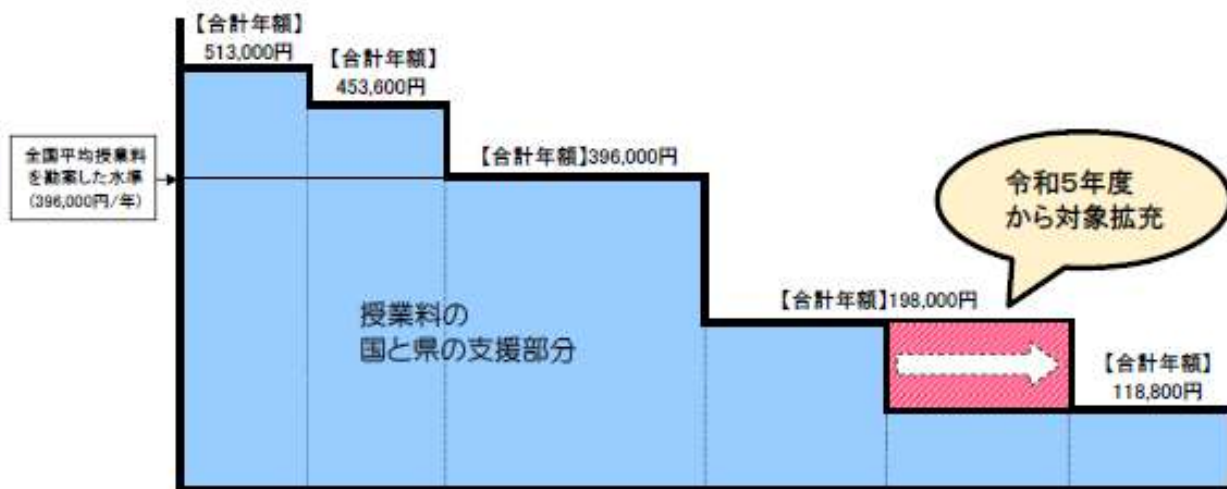 【合計年額】
513,000円
【合計年額】
453,600円
全国平均授業料
を勘案した水準
(396,000円/年)
【合計年額】396,000円
令和5年度
から対象拡充
【合計年額】198,000円
授業料の
国と県の支援部分
【合計年額】
118,800円